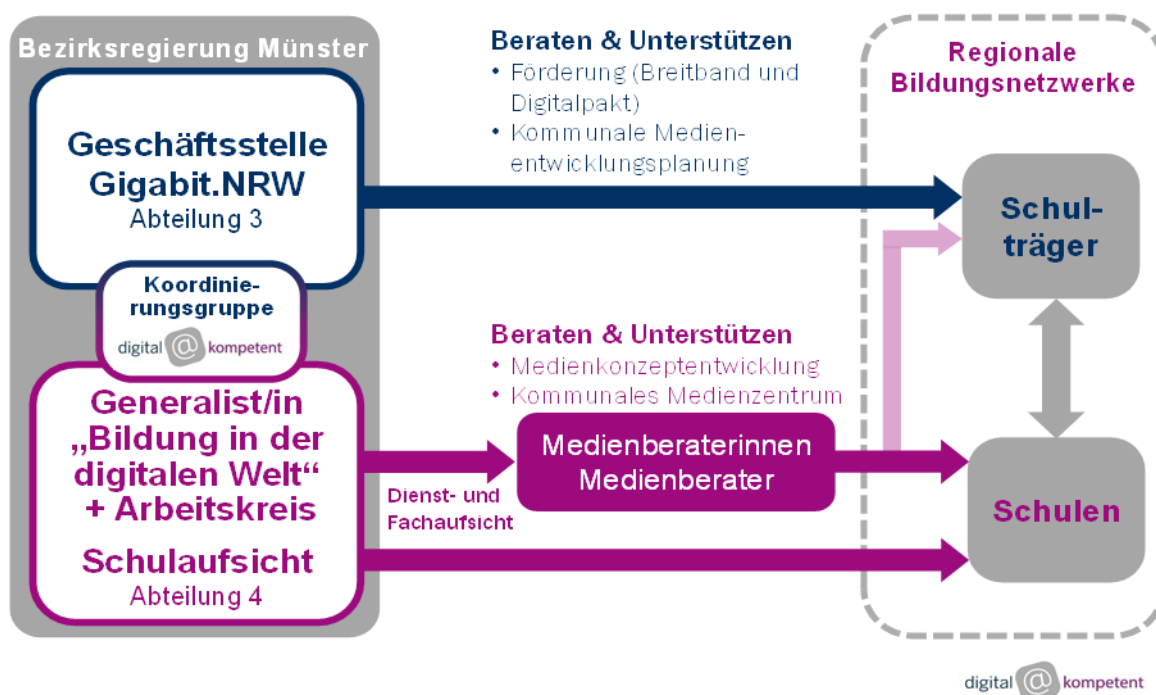 Bezirksregierung Münster
Geschäftsstelle
Gigabit.NRW
Abteilung 3
Koordinie-
rungsgruppe
digital @ kompetent
Generalist/in
„Bildung in der
digitalen Welt“
+ Arbeitskreis
Schulaufsicht
Abteilung 4
Beraten & Unterstützen
• Förderung (Breitband und
Digitalpakt)
• Kommunale Medien-
entwicklungsplanung
Beraten & Unterstützen
• Medienkonzeptentwicklung
• Kommunales Medienzentrum
Medienberaterinnen
Medienberater
Dienst- und
Fachaufsicht
Regionale
Bildungsnetzwerke
Schul-
träger
Schulen
digital @ kompetent